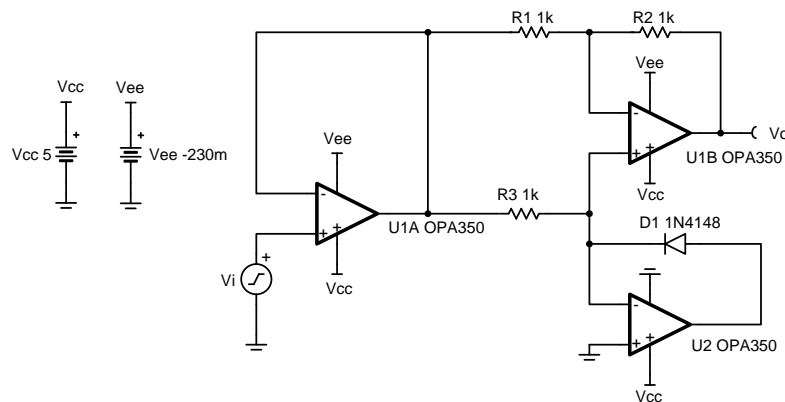 R1 1k
R2 1k
Vcc
Vee
Vee
+
+
-
Vo
Vcc 5
Vee -230m
Vee
+
+
U1B OPA350
Vcc
-
R3 1k
U1A OPA350
D1 1N4148
+
+
+
Vi
Vcc
-
+
+
U2 OPA350
Vcc